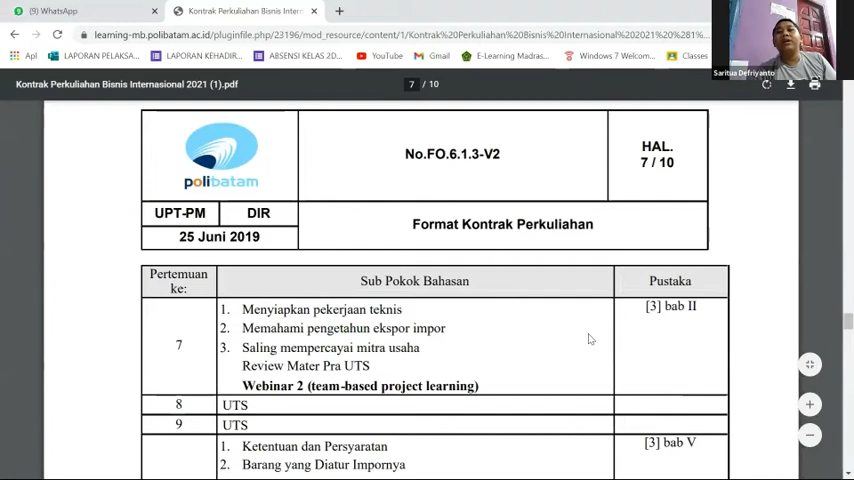 (9) WhatsApp
Kontrak Perkuliahan Bisnis Intern
learning-mb.polibatam.ac.id/pluginfile.php/23196/mod_resource/content/1/Kontrak%20Perkuliahan%20Bisnis%20Internasional%202021%20%281%...
Apl
LAPORAN PELAKSA...
LAPORAN KEHADIR...
ABSENSI KELAS 2D...
YouTube
Gmail
E-Learning Madras...
Windows 7 Welcom...
Classes
Saritua Defriyanto
Kontrak Perkuliahan Bisnis Internasional 2021 (1).pdf
7 / 10
polibatam
No.FO.6.1.3-V2
HAL.
7 / 10
UPT-PM DIR
Format Kontrak Perkuliahan
25 Juni 2019
Pertemuan
ke:
Sub Pokok Bahasan
Pustaka
7
1. Menyiapkan pekerjaan teknis
2. Memahami pengetahun ekspor impor
3. Saling mempercayai mitra usaha
Review Mater Pra UTS
Webinar 2 (team-based project learning)
[3] bab II
8 UTS
9 UTS
1. Ketentuan dan Persyaratan
2. Barang yang Diatur Impornya
[3] bab V